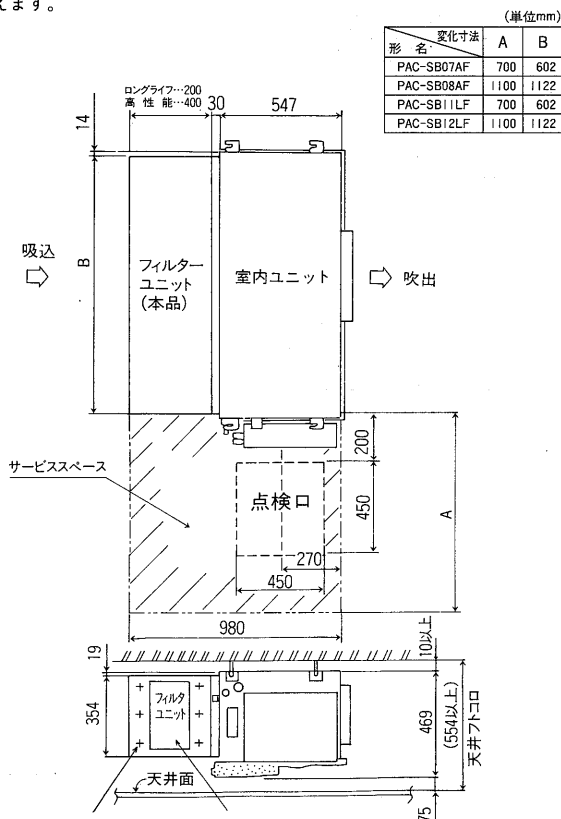 えます。
(単位mm)
変化寸法
形 名
A
B
PAC-SB07AF 700 602
PAC-SB08AF 1100 1122
PAC-SB11LF 700 602
PAC-SB12LF 1100 1122
ロングライフ…200
高 性 能…400
30
547
14
B
吸込
フィルター
ユニット
(本品)
室内ユニット
吹出
サービススペース
点検口
200
450
A
270
450
980
19
354
フィルタ
ユニット
10以上
469
(554以上)
天井フトコロ
天井面
75